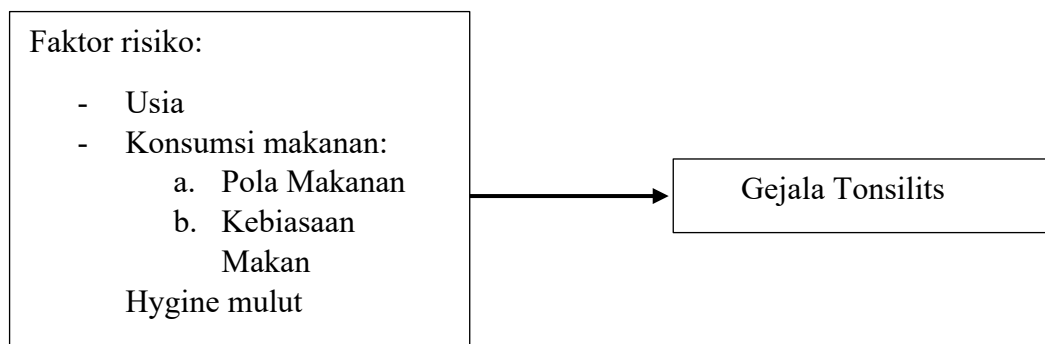 Faktor risiko:
- Usia
- Konsumsi makanan:
a. Pola Makanan
b. Kebiasaan
Makan
Hygine mulut
Gejala Tonsilits